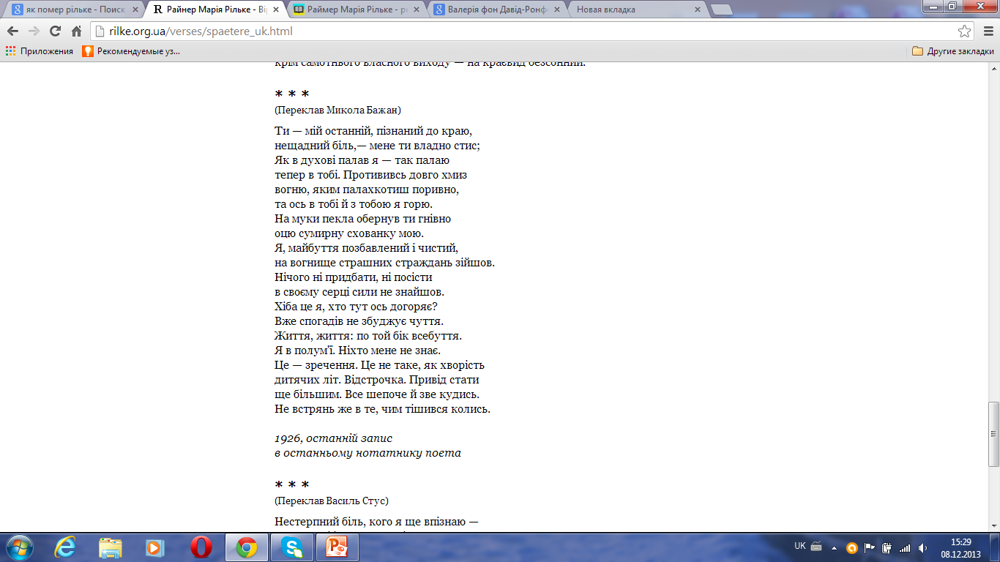 як помер рільке - Поиск
Райнер Марія Рільке - Ві
Раймер Марія Рільке - ре
Валерія фон Давід-Ронф
Новая вкладка
rilke.org.ua/verses/spaetere_uk.html
Приложения
Рекомендуемые уз...
Другие закладки
крім самотнього власного виходу — на краєвид безсонний.
* * *
(Переклав Микола Бажан)
Ти — мій останній, пізнаний до краю,
нещадний біль,— мене ти владно стис;
Як в духові палав я — так палаю
тепер в тобі. Протививсь довго хмиз
вогню, яким палахкотиш поривно,
та ось в тобі й з тобою я горю.
На муки пекла обернув ти гнівно
оцю сумирну схованку мою.
Я, майбуття позбавлений і чистий,
на вогнище страшних страждань зійшов.
Нічого ні придбати, ні посісти
в своєму серці сили не знайшов.
Хіба це я, хто тут ось догоряє?
Вже спогадів не збуджує чуття.
Життя, життя: по той бік всебуття.
Я в полум'ї. Ніхто мене не знає.
Це — зречення. Це не таке, як хворість
дитячих літ. Відстрочка. Привід стати
ще більшим. Все шепоче й зве кудись.
Не встрянь же в те, чим тішився колись.
1926, останній запис
в останньому нотатнику поета
* * *
(Переклав Василь Стус)
Нестерпний біль, кого я ще впізнаю —
UK
15:29
08.12.2013